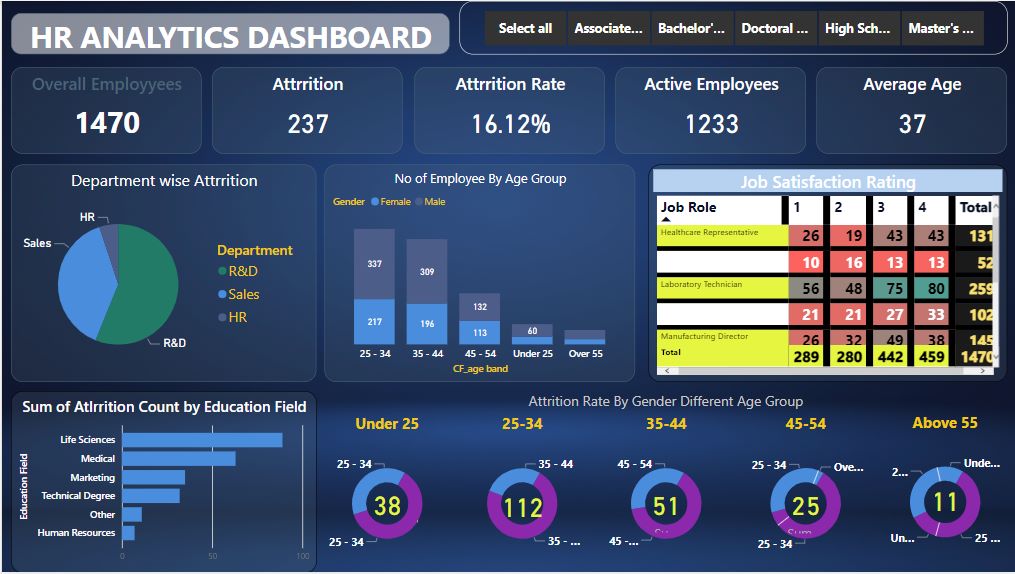 HR ANALYTICS DASHBOARD
Select all
Associate...
Bachelor'...
Doctoral ...
High Sch...
Master's ...
Overall Employyees
1470
Attrrition
237
Attrrition Rate
16.12%
Active Employees
1233
Average Age
37
Department wise Attrrition
HR
Sales
R&D
Department
R&D
Sales
HR
No of Employee By Age Group
Gender Female Male
337
309
132
60
217
196
113
25 - 34
35 - 44
45 - 54
Under 25
Over 55
CF_age band
Job Satisfaction Rating
Job Role 1 2 3 4 Total
Healthcare Representative 26 19 43 43 131
10 16 13 13 52
Laboratory Technician 56 48 75 80 259
21 21 27 33 102
Manufacturing Director 26 32 49 38 145
Total 289 280 442 459 1470
Sum of Atlrrition Count by Education Field
Education Field
Life Sciences
Medical
Marketing
Technical Degree
Other
Human Resources
0
50
100
Attrition Rate By Gender Different Age Group
Under 25
25-34
35-44
45-54
Above 55
25 - 34
38
25 - 34
35 - 44
112
35 - ...
45 - 54
51
45 -...
25 - 34
Ove...
25
Sum
25 - 34
2...
Unde...
11
Un...
25 ...